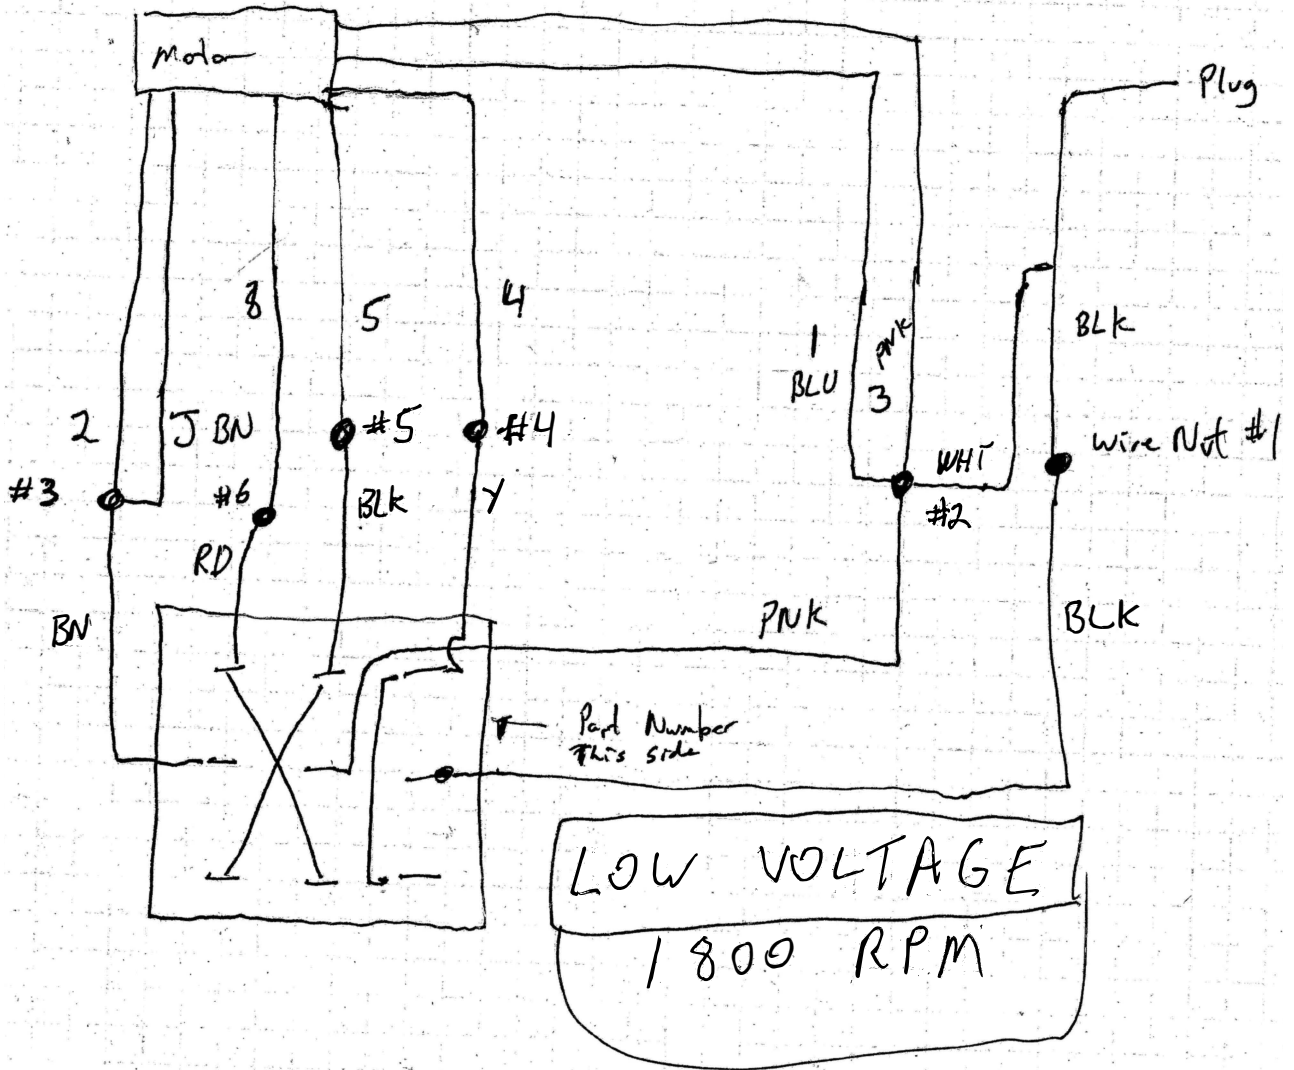 Motor
Plug
8
5
4
1
BLU
PNK
3
BLK
2
J BN
#5
#4
WHT
Wire Nut #1
#3
#6
BLK
Y
#2
RD
BN
PNK
BLK
Part Number
This side
LOW VOLTAGE
1800 RPM